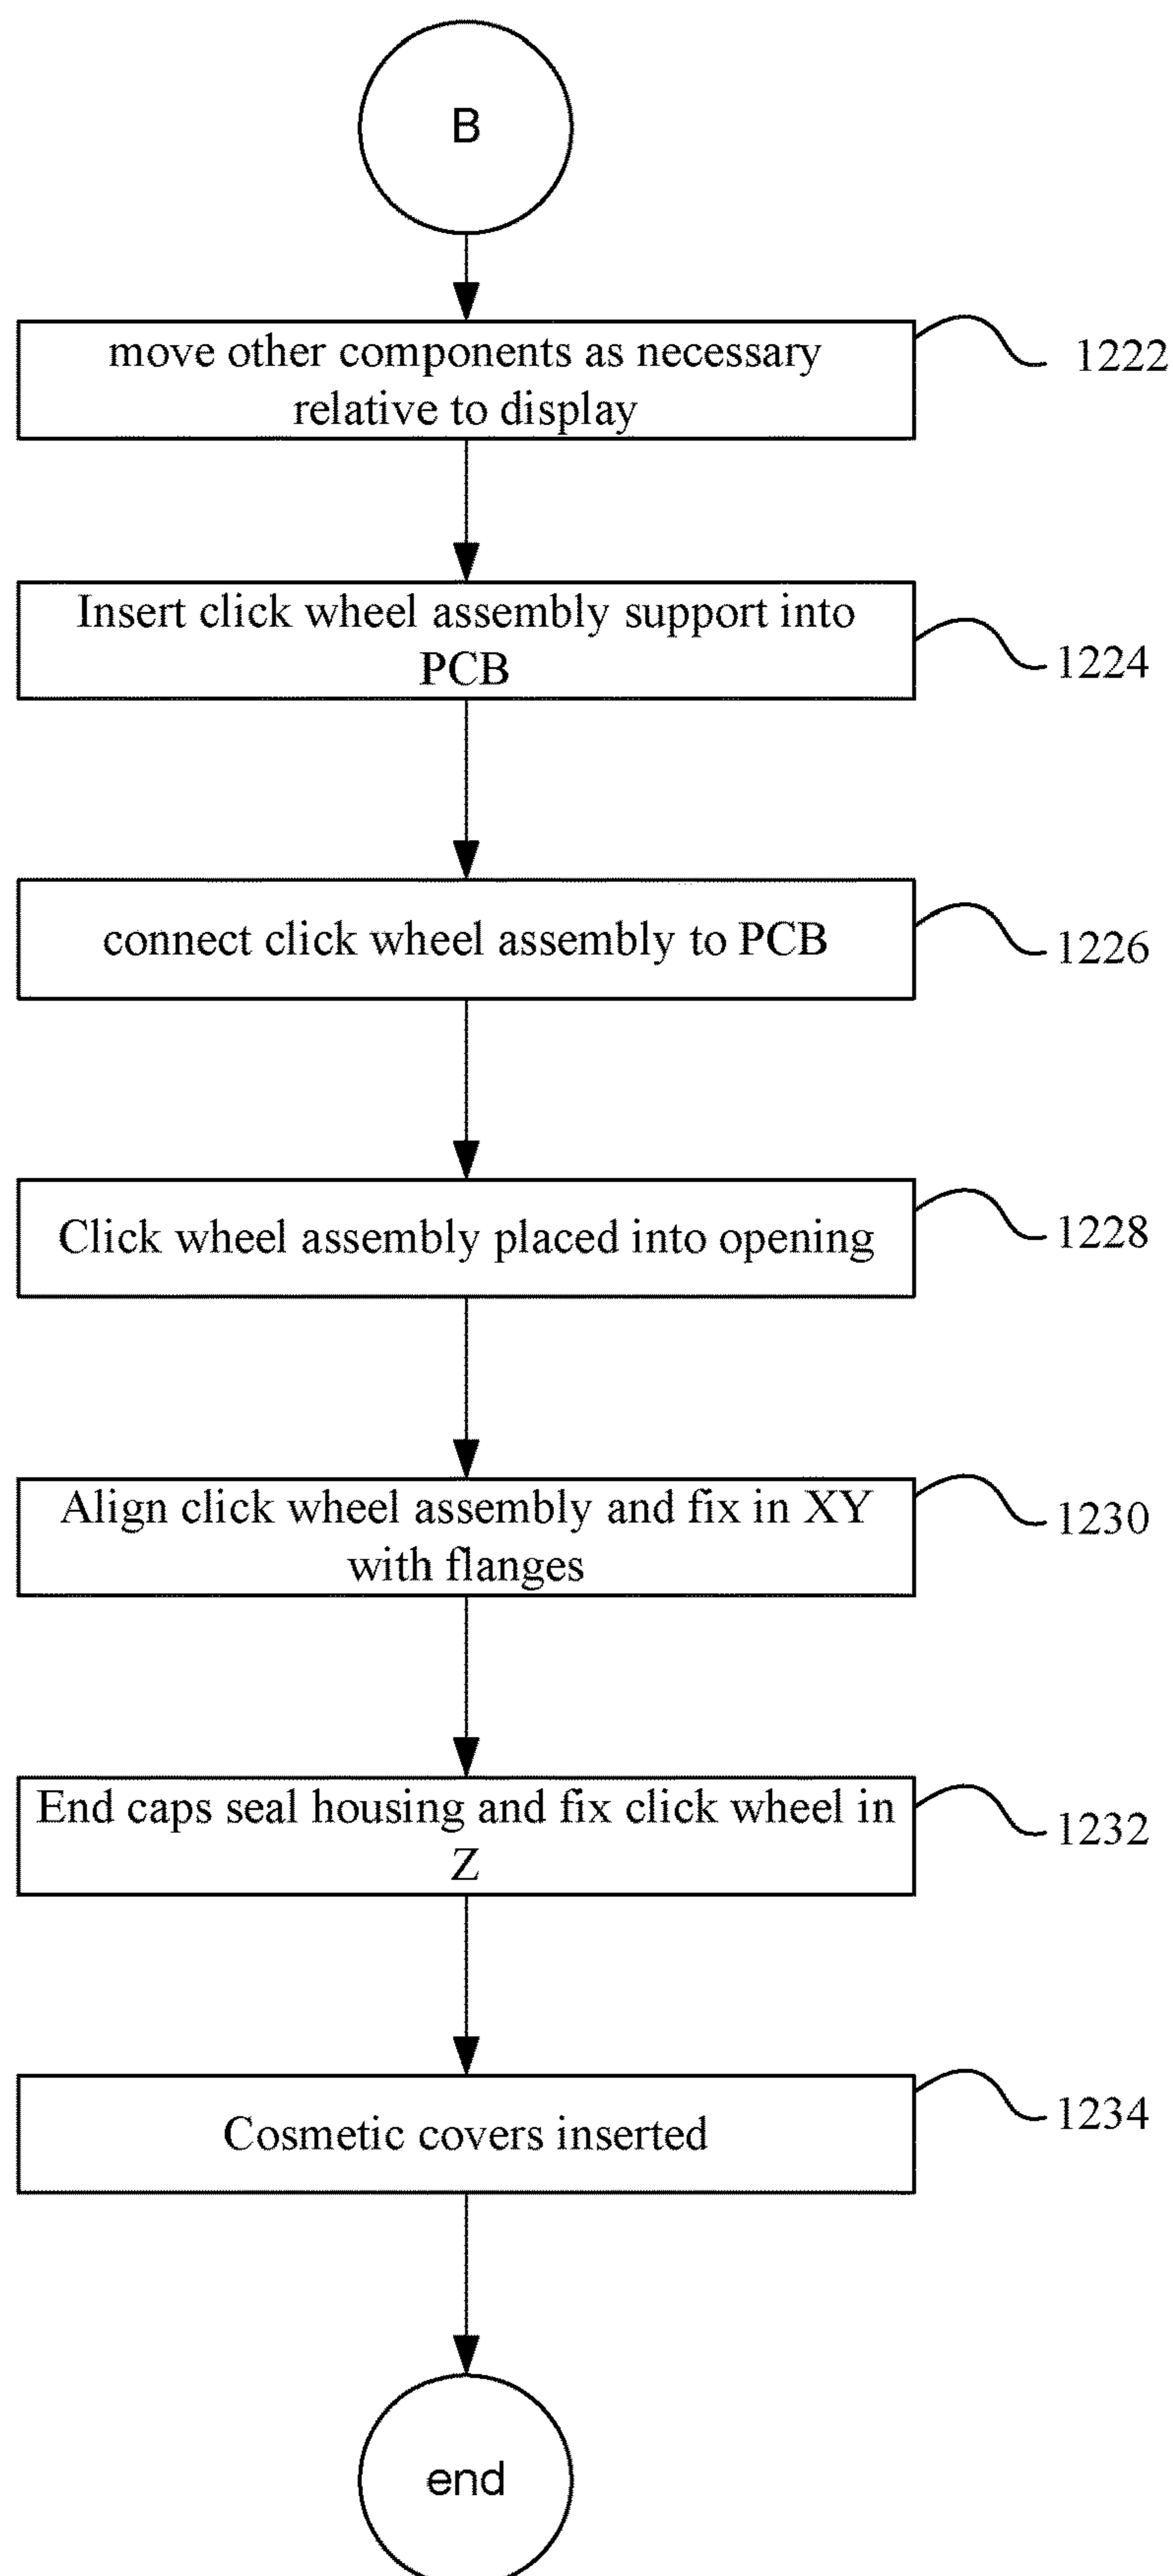 B
move other components as necessary
relative to display
1222
Insert click wheel assembly support into
PCB
1224
connect click wheel assembly to PCB
1226
Click wheel assembly placed into opening
1228
Align click wheel assembly and fix in XY
with flanges
1230
End caps seal housing and fix click wheel in
Z
1232
Cosmetic covers inserted
1234
end